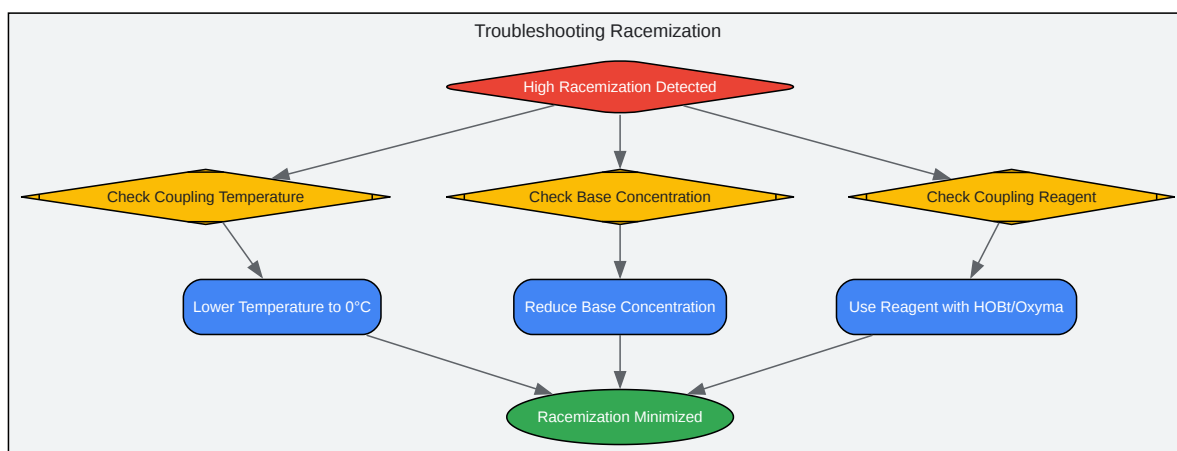 Troubleshooting Racemization
High Racemization Detected
Check Coupling Temperature
Check Base Concentration
Check Coupling Reagent
Lower Temperature to 0°C
Reduce Base Concentration
Use Reagent with HOBt/Oxyma
Racemization Minimized